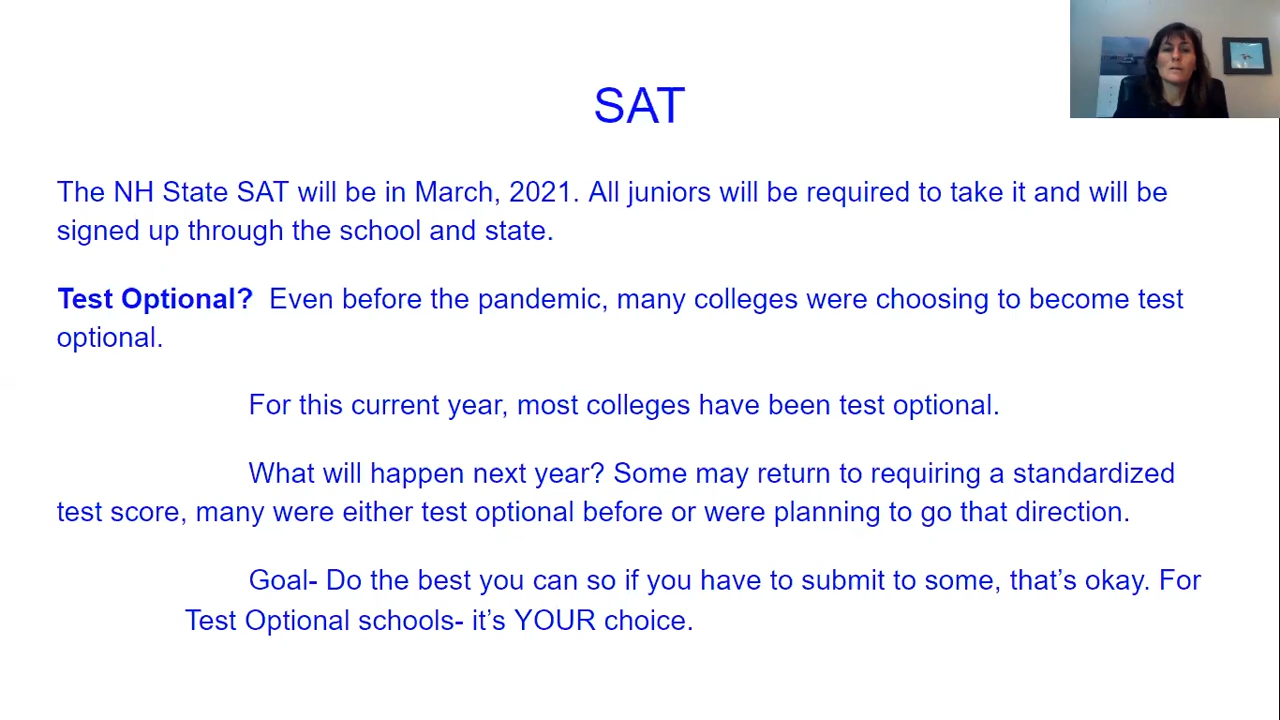 SAT
The NH State SAT will be in March, 2021. All juniors will be required to take it and will be
signed up through the school and state.
Test Optional? Even before the pandemic, many colleges were choosing to become test
optional.
For this current year, most colleges have been test optional.
What will happen next year? Some may return to requiring a standardized
test score, many were either test optional before or were planning to go that direction.
Goal- Do the best you can so if you have to submit to some, that’s okay. For
Test Optional schools- it’s YOUR choice.